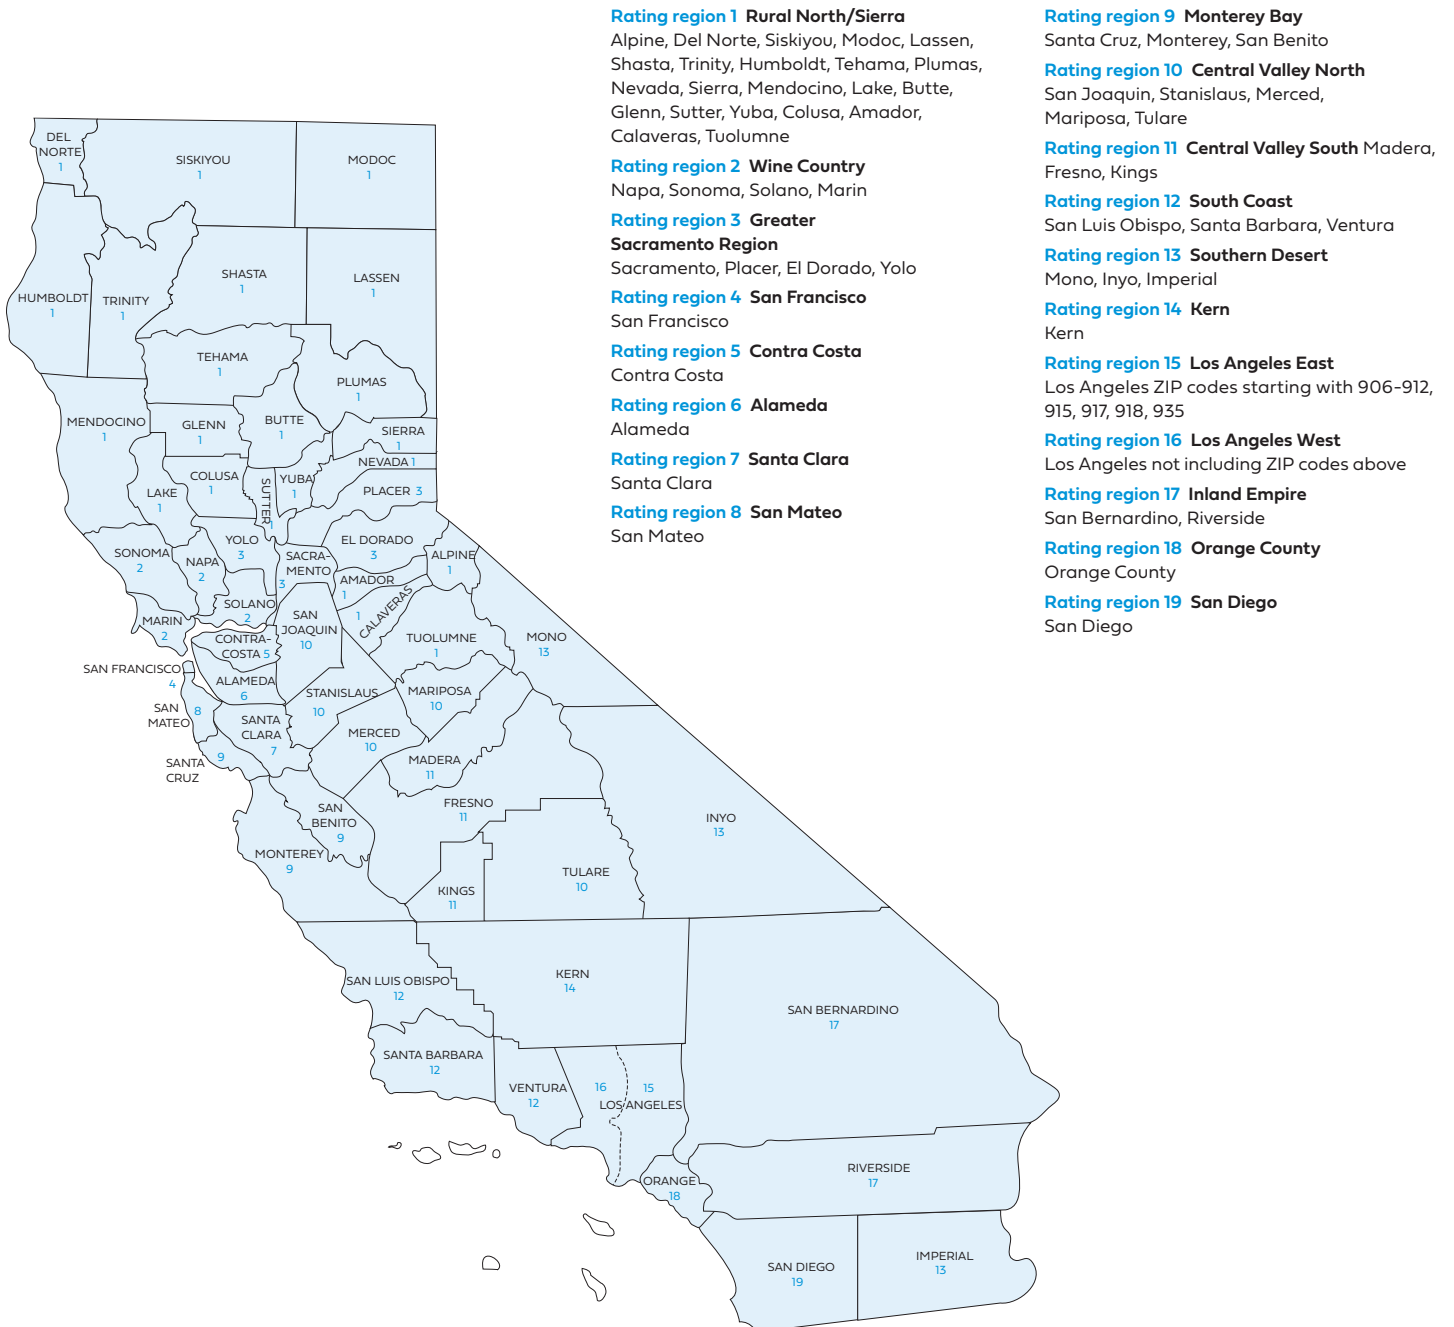 Rating region 1 Rural North/Sierra
Alpine, Del Norte, Siskiyou, Modoc, Lassen,
Shasta, Trinity, Humboldt, Tehama, Plumas,
Nevada, Sierra, Mendocino, Lake, Butte,
Glenn, Sutter, Yuba, Colusa, Amador,
Calaveras, Tuolumne
Rating region 2 Wine Country
Napa, Sonoma, Solano, Marin
Rating region 3 Greater
Sacramento Region
Sacramento, Placer, El Dorado, Yolo
Rating region 4 San Francisco
San Francisco
Rating region 5 Contra Costa
Contra Costa
Rating region 6 Alameda
Alameda
Rating region 7 Santa Clara
Santa Clara
Rating region 8 San Mateo
San Mateo
Rating region 9 Monterey Bay
Santa Cruz, Monterey, San Benito
Rating region 10 Central Valley North
San Joaquin, Stanislaus, Merced,
Mariposa, Tulare
Rating region 11 Central Valley South Madera,
Fresno, Kings
Rating region 12 South Coast
San Luis Obispo, Santa Barbara, Ventura
Rating region 13 Southern Desert
Mono, Inyo, Imperial
Rating region 14 Kern
Kern
Rating region 15 Los Angeles East
Los Angeles ZIP codes starting with 906-912,
915, 917, 918, 935
Rating region 16 Los Angeles West
Los Angeles not including ZIP codes above
Rating region 17 Inland Empire
San Bernardino, Riverside
Rating region 18 Orange County
Orange County
Rating region 19 San Diego
San Diego
DEL
NORTE
1
SISKIYOU
1
MODOC
1
HUMBOLDT
1
TRINITY
1
SHASTA
1
LASSEN
1
TEHAMA
1
PLUMAS
1
MENDOCINO
1
GLENN
1
BUTTE
1
SIERRA
1
NEVADA 1
COLUSA
1
SUTTER
1
YUBA
1
PLACER 3
LAKE
1
SONOMA
2
NAPA
2
YOLO
3
SACRA-
MENTO
3
EL DORADO
3
ALPINE
1
AMADOR
1
CALAVERAS
1
SOLANO
2
MARIN
2
SAN
JOAQUIN
10
CONTRA-
COSTA 5
TUOLUMNE
1
MONO
13
SAN FRANCISCO
4
ALAMEDA
6
STANISLAUS
10
MARIPOSA
10
SAN
MATEO
8
SANTA
CLARA
7
MERCED
10
SANTA
CRUZ
9
MADERA
11
FRESNO
11
SAN
BENITO
9
INYO
13
MONTEREY
9
KINGS
11
TULARE
10
SAN LUIS OBISPO
12
KERN
14
SAN BERNARDINO
17
SANTA BARBARA
12
VENTURA
12
16
15
LOS ANGELES
ORANGE
18
RIVERSIDE
17
SAN DIEGO
19
IMPERIAL
13